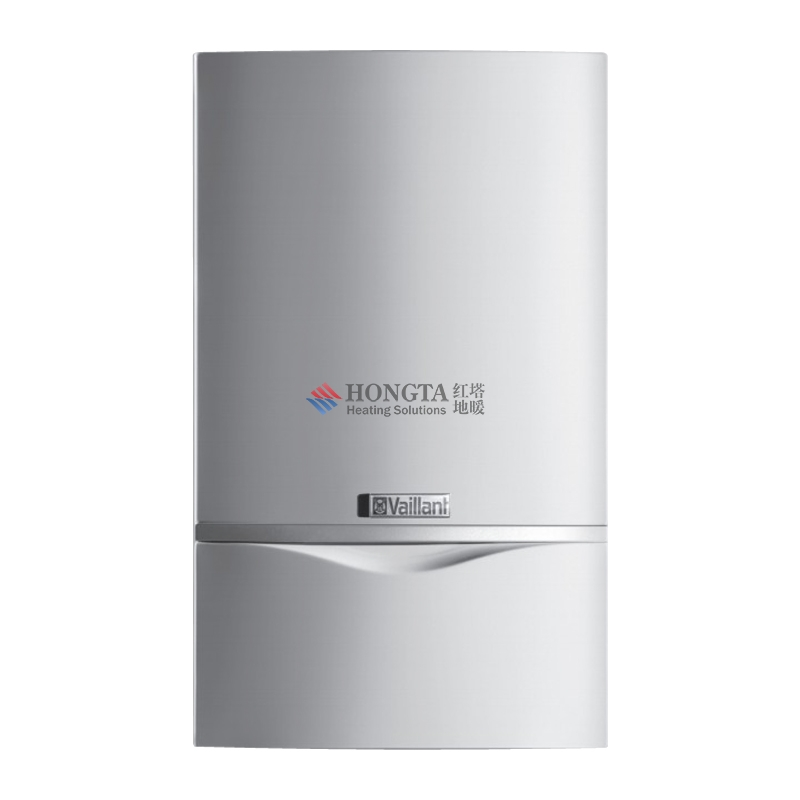 HONGTA 红塔
Heating Solutions 地暖
Vaillant